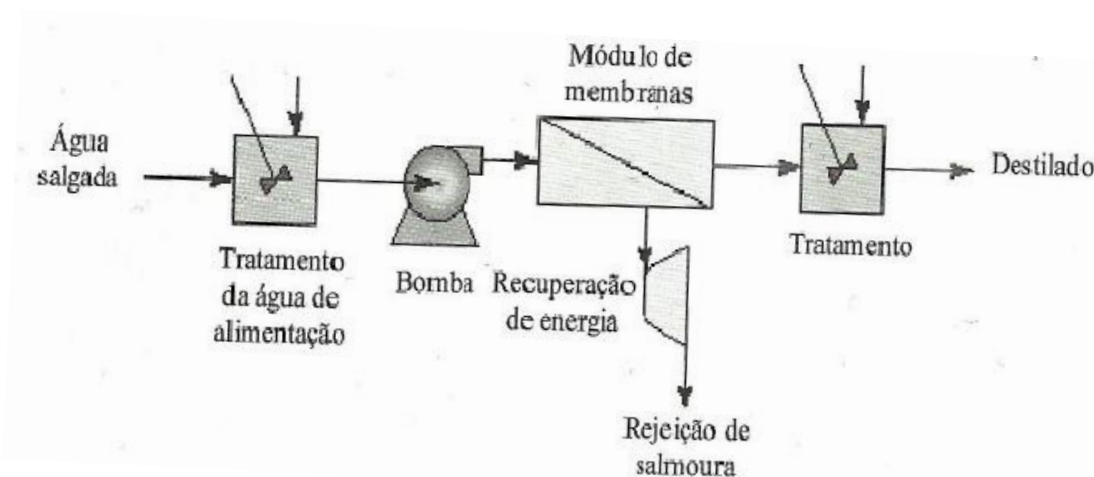 Água
salgada
Tratamento
da água de
alimentação
Bomba
Módulo de
membranas
Recuperação
de energia
Rejeição de
salmoura
Tratamento
Destilado